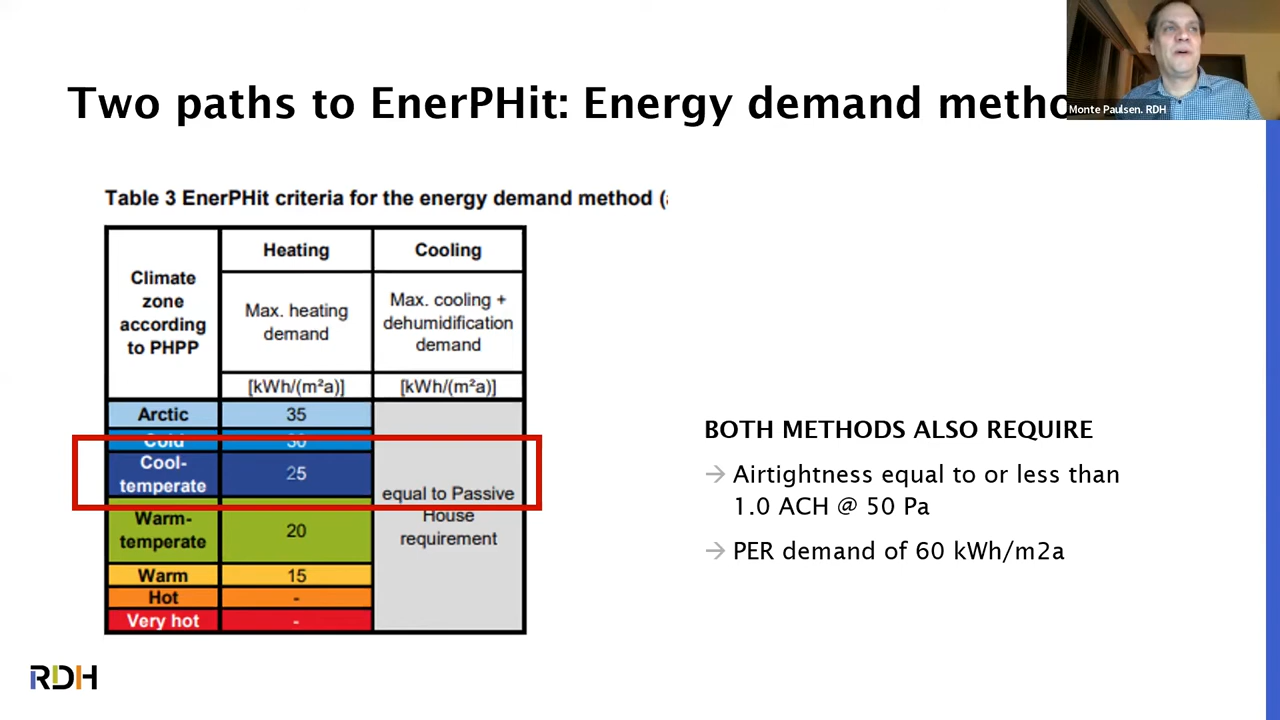 Two paths to EnerPHit: Energy demand metho
Monte Paulsen. RDH
Table 3 EnerPHit criteria for the energy demand method (
Climate
zone
according
to PHPP
Heating
Cooling
Max. heating
demand
Max. cooling +
dehumidification
demand
[kWh/(m²a)]
[kWh/(m²a)]
Arctic
35
Cold
30
Cool-
temperate
25
Warm-
temperate
20
Warm
15
Hot
-
Very hot
-
equal to Passive
House
requirement
BOTH METHODS ALSO REQUIRE
→ Airtightness equal to or less than
1.0 ACH @ 50 Pa
→ PER demand of 60 kWh/m2a
RDH